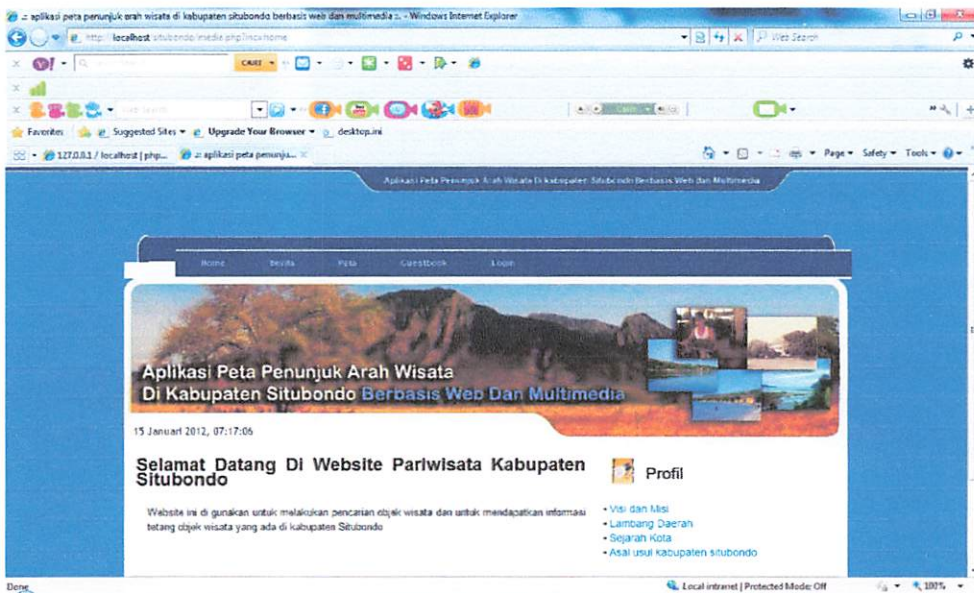 .:: aplikasi peta penunjuk arah wisata di kabupaten situbondo berbasis web dan multimedia ::. - Windows Internet Explorer
http://localhost/situbondo/media.php?mod=home
Web Search
Favorites Suggested Sites Upgrade Your Browser desktop.ini
127.0.0.1 / localhost | php... .:: aplikasi peta penunju... Page Safety Tools
Aplikasi Peta Penunjuk Arah Wisata Di Kabupaten Situbondo Berbasis Web dan Multimedia
Home Berita Peta Guestbook Login
Aplikasi Peta Penunjuk Arah Wisata
Di Kabupaten Situbondo Berbasis Web Dan Multimedia
15 Januari 2012, 07:17:06
Selamat Datang Di Website Pariwisata Kabupaten
Situbondo
Profil
Website ini di gunakan untuk melakukan pencarian objek wisata dan untuk mendapatkan informasi
tetang objek wisata yang ada di kabupaten Situbondo
• Visi dan Misi
• Lambang Daerah
• Sejarah Kota
• Asal usul kabupaten situbondo
Done Local intranet | Protected Mode: Off 100%